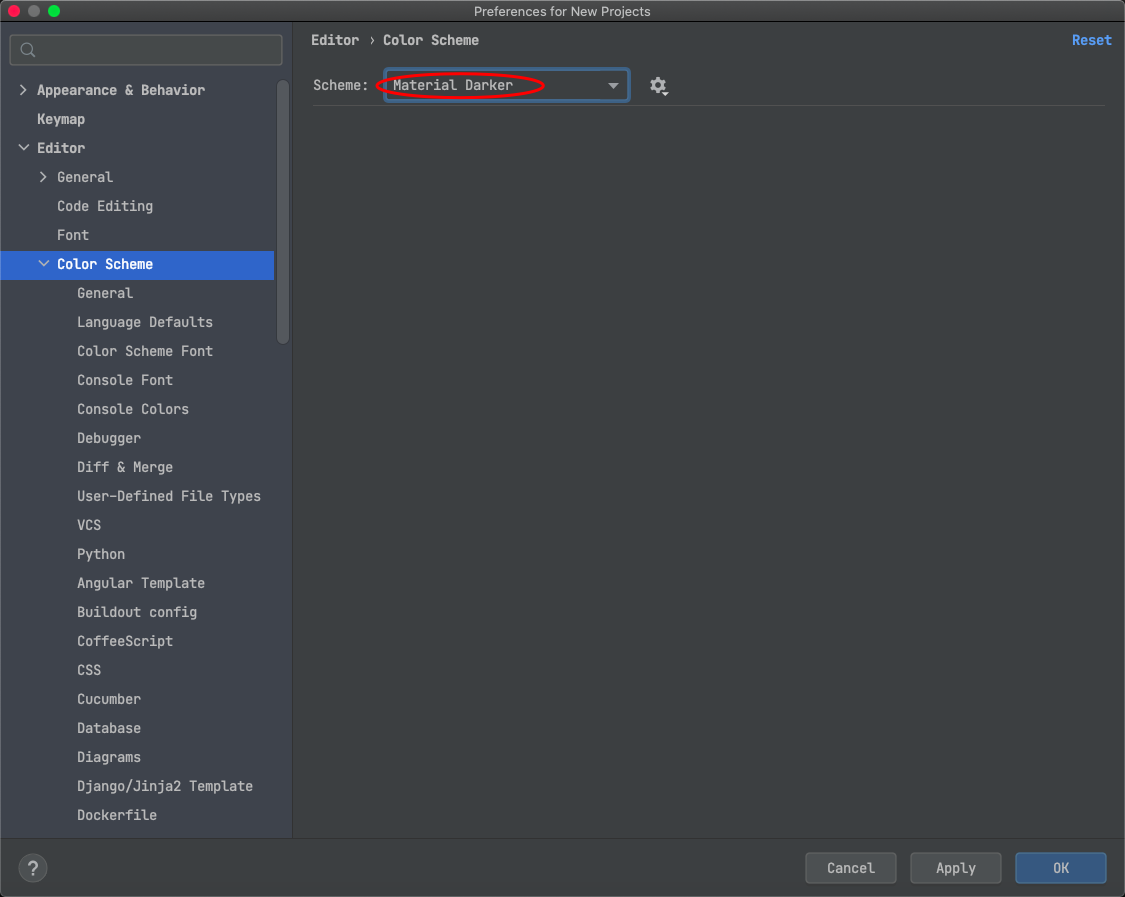 Preferences for New Projects
Editor › Color Scheme
Reset
Scheme: Material Darker
Appearance & Behavior
Keymap
Editor
General
Code Editing
Font
Color Scheme
General
Language Defaults
Color Scheme Font
Console Font
Console Colors
Debugger
Diff & Merge
User-Defined File Types
VCS
Python
Angular Template
Buildout config
CoffeeScript
CSS
Cucumber
Database
Diagrams
Django/Jinja2 Template
Dockerfile
?
Cancel
Apply
OK